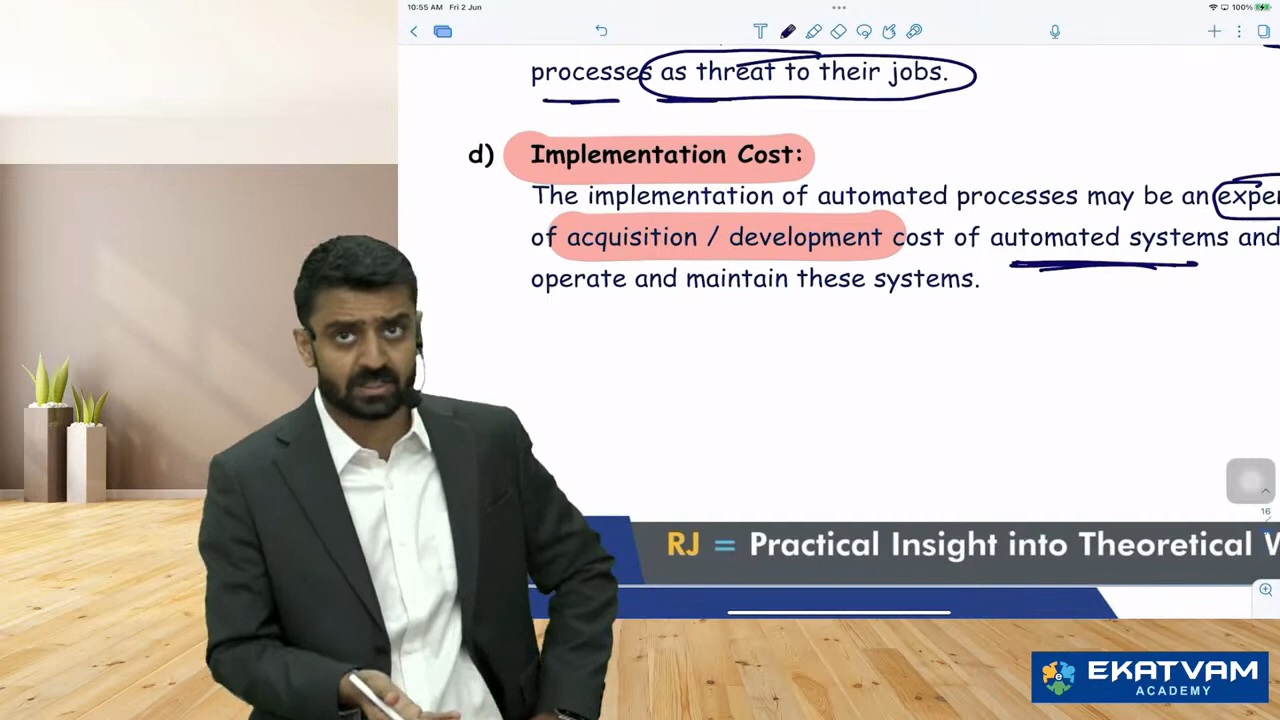 10:55 AM Fri 2 Jun
100%
processes as threat to their jobs.
d) Implementation Cost:
The implementation of automated processes may be an
of acquisition / development cost of automated systems and
operate and maintain these systems.
16
RJ = Practical Insight into Theoretical
EKATVAM
ACADEMY